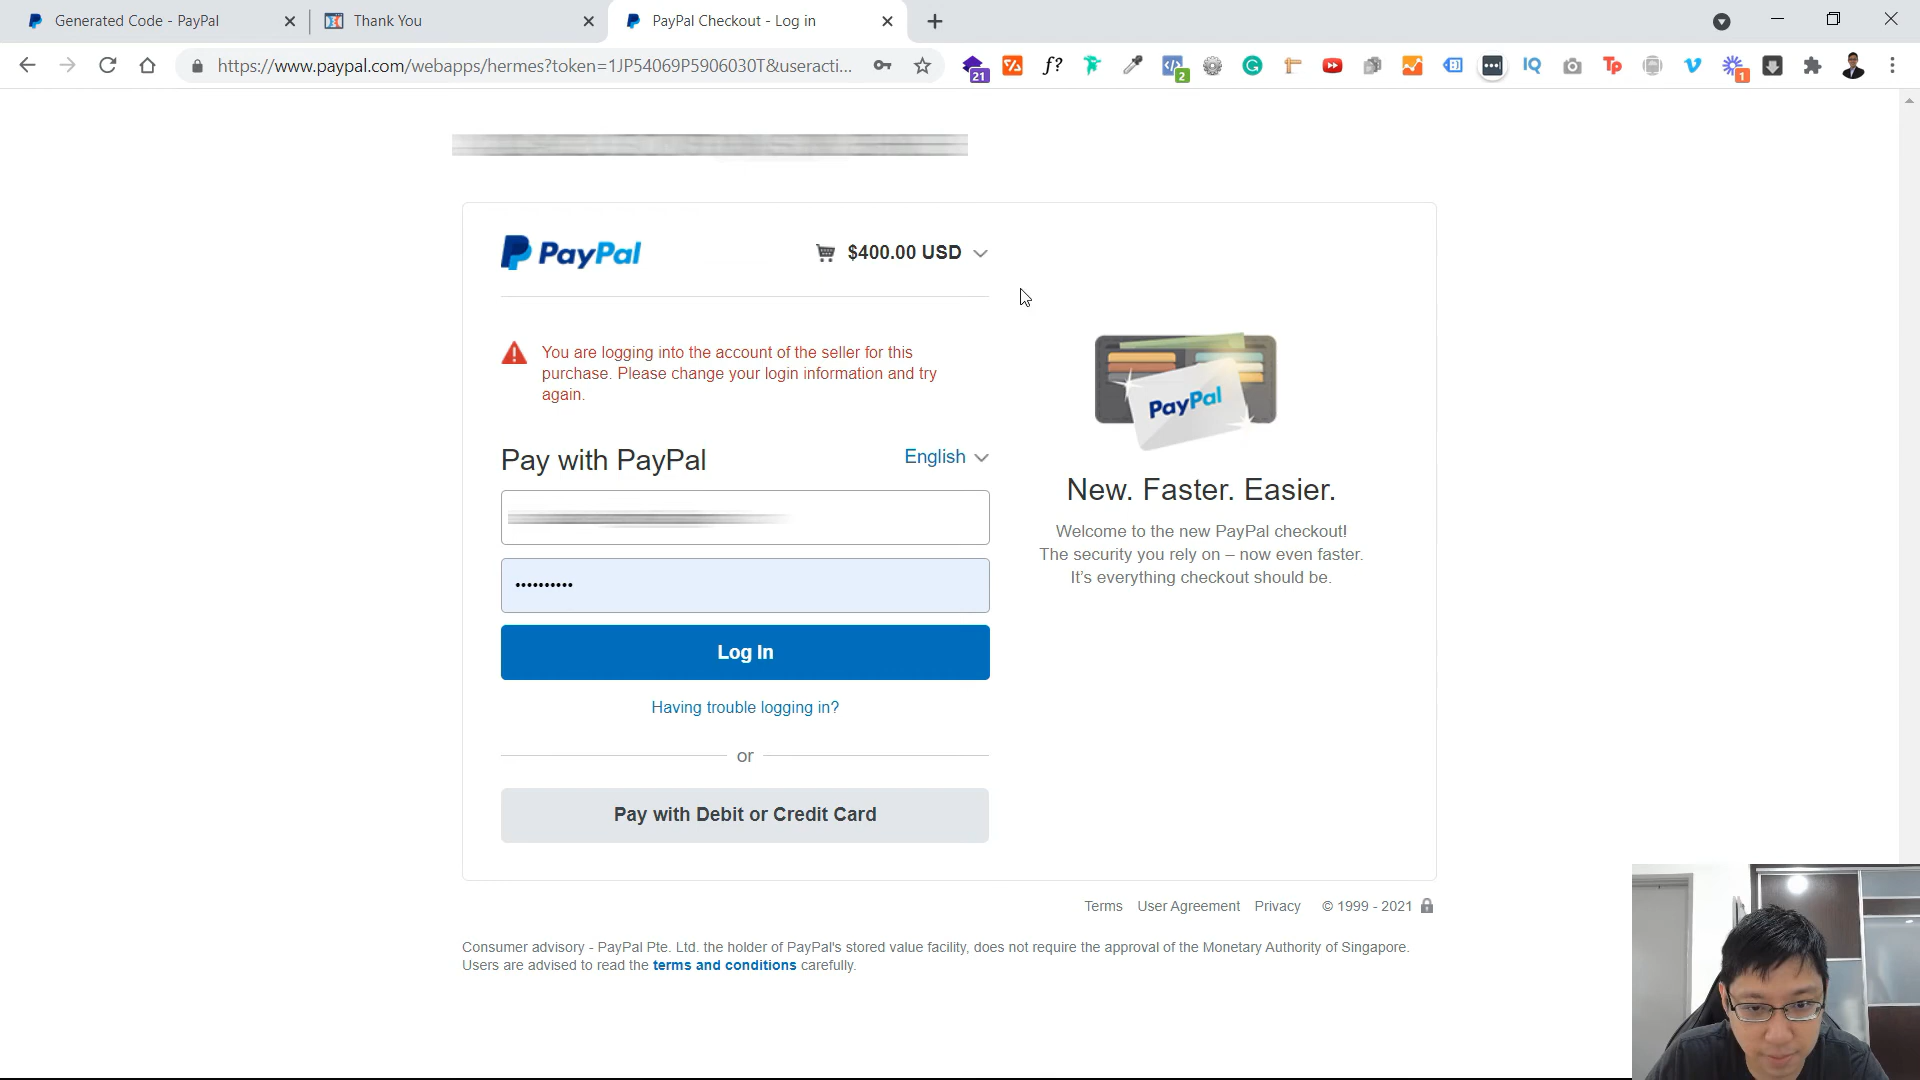 Generated Code - PayPal
Thank You
PayPal Checkout - Log in
https://www.paypal.com/webapps/hermes?token=1JP54069P5906030T&useracti...
21
f?
2
IQ
Tp
1
PayPal
$400.00 USD
You are logging into the account of the seller for this
purchase. Please change your login information and try
again.
Pay with PayPal
English
••••••••••
Log In
Having trouble logging in?
or
Pay with Debit or Credit Card
PayPal
New. Faster. Easier.
Welcome to the new PayPal checkout!
The security you rely on – now even faster.
It's everything checkout should be.
Terms User Agreement Privacy © 1999 - 2021
Consumer advisory - PayPal Pte. Ltd. the holder of PayPal's stored value facility, does not require the approval of the Monetary Authority of Singapore.
Users are advised to read the terms and conditions carefully.